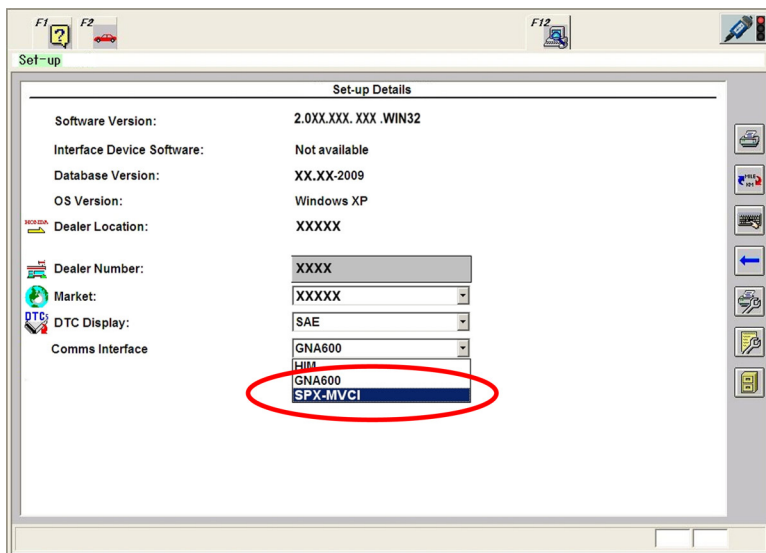 F1 F2 F12
Set-up
Set-up Details
Software Version: 2.0XX.XXX. XXX .WIN32
Interface Device Software: Not available
Database Version: XX.XX-2009
OS Version: Windows XP
HONDA Dealer Location: XXXXX
Dealer Number: XXXX
Market: XXXXX
DTCs DTC Display: SAE
Comms Interface GNA600
HIM
GNA600
SPX-MVCI